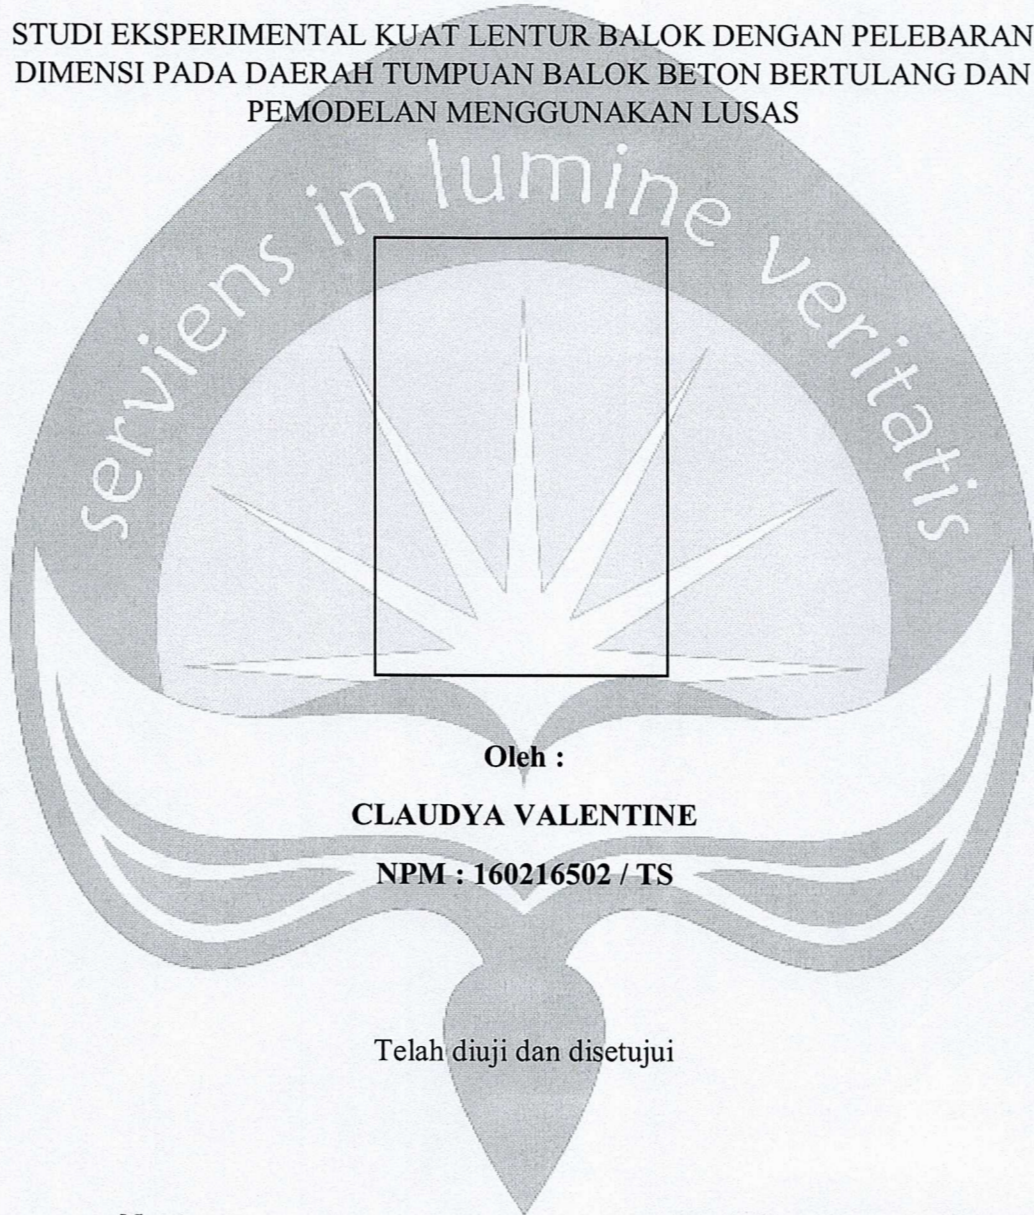 STUDI EKSPERIMENTAL KUAT LENTUR BALOK DENGAN PELEBARAN
DIMENSI PADA DAERAH TUMPUAN BALOK BETON BERTULANG DAN
PEMODELAN MENGGUNAKAN LUSAS
serviens in lumine veritatis
Oleh :
CLAUDYA VALENTINE
NPM : 160216502 / TS
Telah diuji dan disetujui